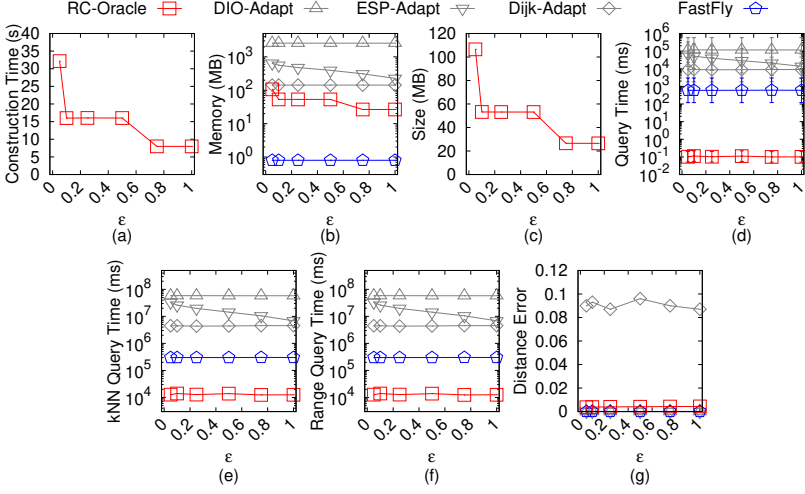 RC-Oracle DIO-Adapt ESP-Adapt Dijk-Adapt FastFly
Construction Time (s)
40
35
30
25
20
15
10
5
0
0 0.2 0.4 0.6 0.8 1
ε
(a)
Memory (MB)
10^3
10^2
10^1
10^0
0 0.2 0.4 0.6 0.8 1
ε
(b)
Size (MB)
120
100
80
60
40
20
0
0 0.2 0.4 0.6 0.8 1
ε
(c)
Query Time (ms)
10^6
10^5
10^4
10^3
10^2
10^1
10^0
10^-1
10^-2
0 0.2 0.4 0.6 0.8 1
ε
(d)
kNN Query Time (ms)
10^8
10^7
10^6
10^5
10^4
0 0.2 0.4 0.6 0.8 1
ε
(e)
Range Query Time (ms)
10^8
10^7
10^6
10^5
10^4
0 0.2 0.4 0.6 0.8 1
ε
(f)
Distance Error
0.12
0.1
0.08
0.06
0.04
0.02
0
0 0.2 0.4 0.6 0.8 1
ε
(g)